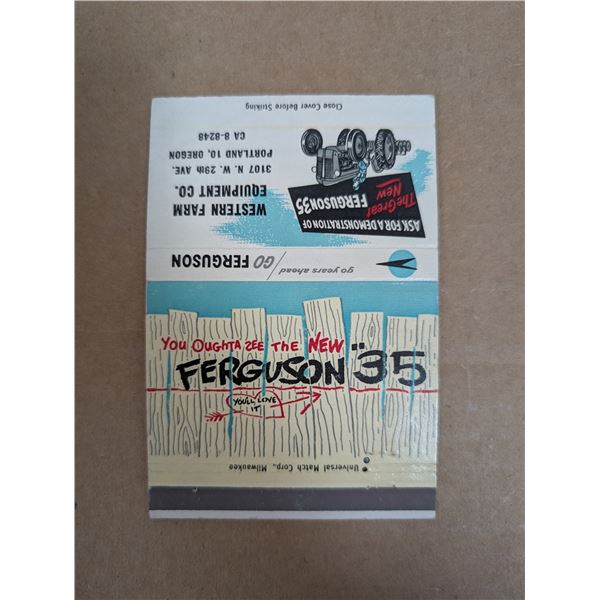 Close Cover Before Striking
WESTERN FARM
EQUIPMENT CO.
3107 N. W. 29th AVE.
PORTLAND 10, OREGON
CA 8-8248
ASK FOR A DEMONSTRATION OF
The Great
New
FERGUSON 35
go years ahead
GO FERGUSON
YOU OUGHTA SEE THE NEW
FERGUSON "35
YOU'LL LOVE
IT
Universal Match Corp., Milwaukee